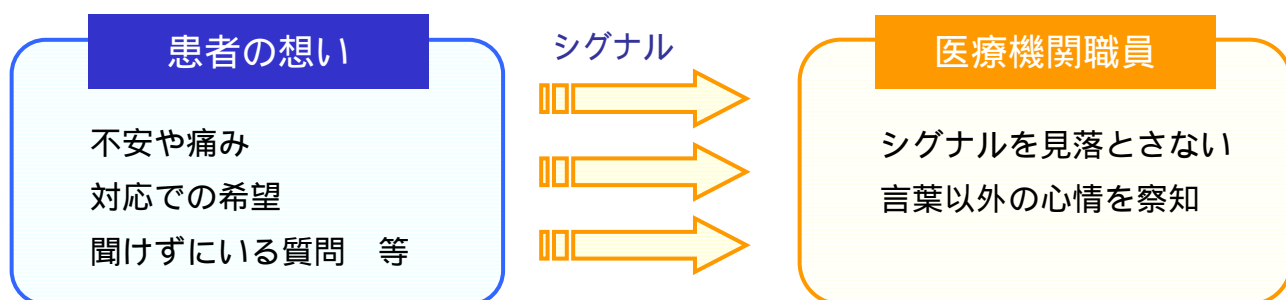 患者の想い
不安や痛み
対応での希望
聞けずにいる質問　等
シグナル
医療機関職員
シグナルを見落とさない
言葉以外の心情を察知